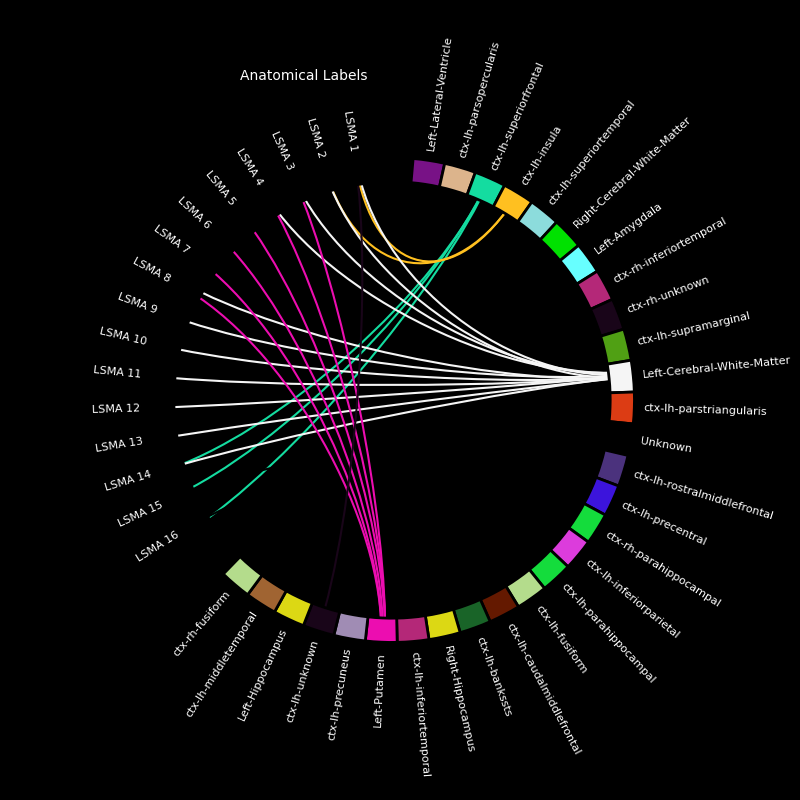 Anatomical Labels
Left-Lateral-Ventricle
ctx-lh-parsopercularis
ctx-lh-superiorfrontal
ctx-lh-insula
ctx-lh-superiortemporal
Right-Cerebral-White-Matter
Left-Amygdala
ctx-rh-inferiortemporal
ctx-rh-unknown
ctx-lh-supramarginal
Left-Cerebral-White-Matter
ctx-lh-parstriangularis
Unknown
ctx-lh-rostralmiddlefrontal
ctx-lh-precentral
ctx-rh-parahippocampal
ctx-lh-inferiorparietal
ctx-lh-parahippocampal
ctx-lh-fusiform
ctx-lh-caudalmiddlefrontal
ctx-lh-bankssts
Right-Hippocampus
ctx-lh-inferiortemporal
Left-Putamen
ctx-lh-precuneus
ctx-lh-unknown
Left-Hippocampus
ctx-lh-middletemporal
ctx-rh-fusiform
LSMA 16
LSMA 15
LSMA 14
LSMA 13
LSMA 12
LSMA 11
LSMA 10
LSMA 9
LSMA 8
LSMA 7
LSMA 6
LSMA 5
LSMA 4
LSMA 3
LSMA 2
LSMA 1